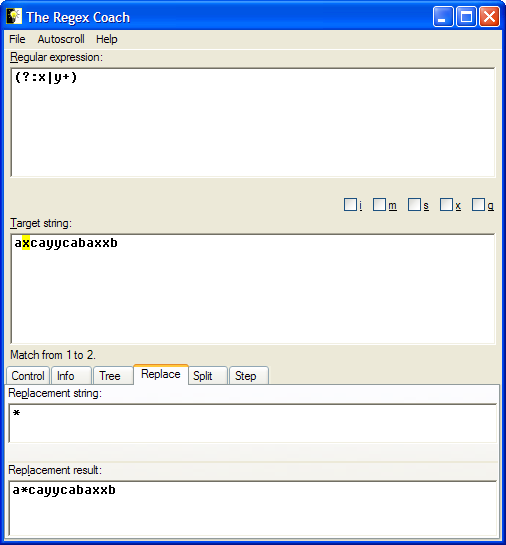 The Regex Coach
File Autoscroll Help
Regular expression:
(?:x|y+)
i m s x g
Target string:
axcayycabaxxb
Match from 1 to 2.
Control Info Tree Replace Split Step
Replacement string:
*
Replacement result:
a*cayycabaxxb